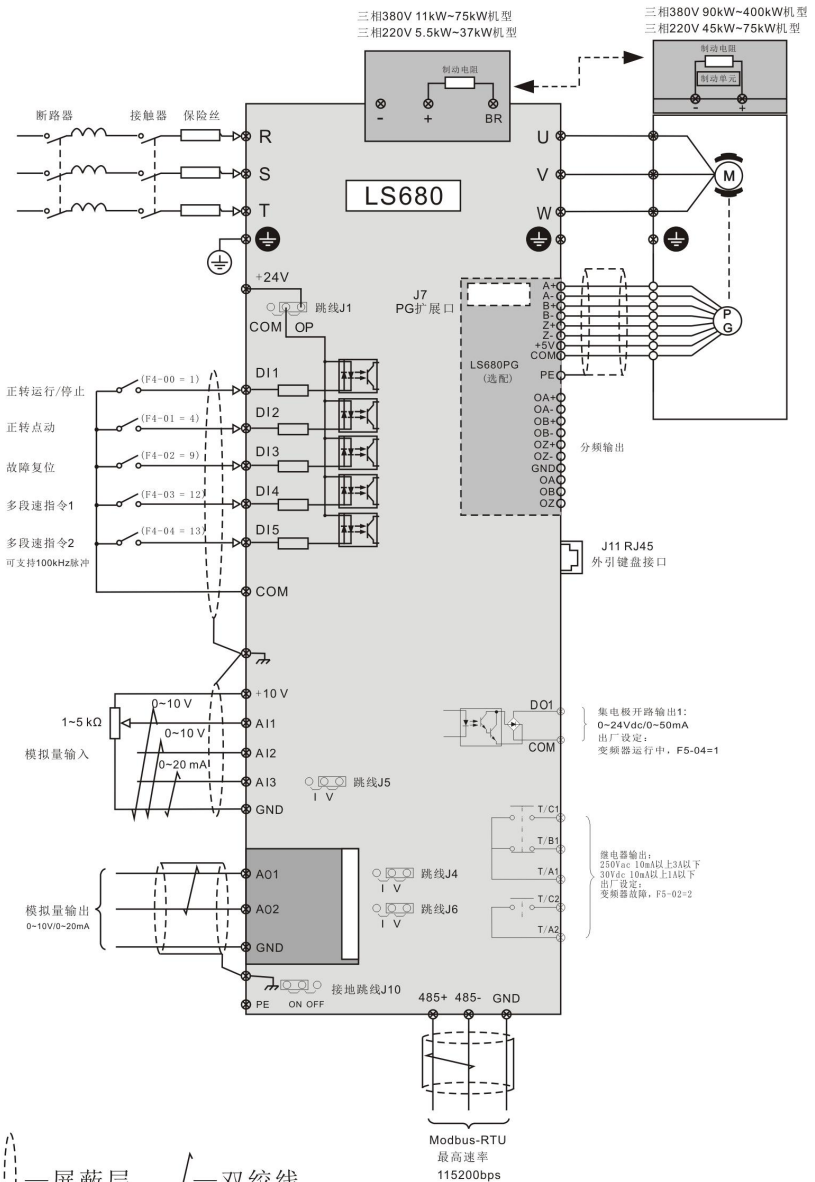 三相380V 11kW~75kW机型
三相220V 5.5kW~37kW机型
三相380V 90kW~400kW机型
三相220V 45kW~75kW机型
制动电阻
- + BR
制动电阻
制动单元
- +
断路器 接触器 保险丝
R
S
T
U
V
W
LS680
M
+24V
跳线J1
COM OP
J7
PG扩展口
LS680PG
(选配)
A+
A-
B+
B-
Z+
Z-
+5V
COM
PE
P
G
OA+
OA-
OB+
OB-
OZ+
OZ-
GND
OA
OB
OZ
分频输出
正转运行/停止 (F4-00 = 1) DI1
正转点动 (F4-01 = 4) DI2
故障复位 (F4-02 = 9) DI3
多段速指令1 (F4-03 = 12) DI4
多段速指令2 (F4-04 = 13) DI5
可支持100kHz脉冲
COM
J11 RJ45
外引键盘接口
+10 V
1~5 kΩ
0~10 V
AI1
0~10 V
AI2
模拟量输入
0~20 mA
AI3
GND
跳线J5
I V
DO1
COM
集电极开路输出1:
0~24Vdc/0~50mA
出厂设定:
变频器运行中，F5-04=1
T/C1
T/B1
T/A1
T/C2
T/A2
继电器输出:
250Vac 10mA以上3A以下
30Vdc 10mA以上1A以下
出厂设定:
变频器故障，F5-02=2
A01
A02
GND
模拟量输出
0~10V/0~20mA
跳线J4
I V
跳线J6
I V
接地跳线J10
ON OFF
PE
485+ 485- GND
Modbus-RTU
最高速率
115200bps
—屏蔽层 —双绞线